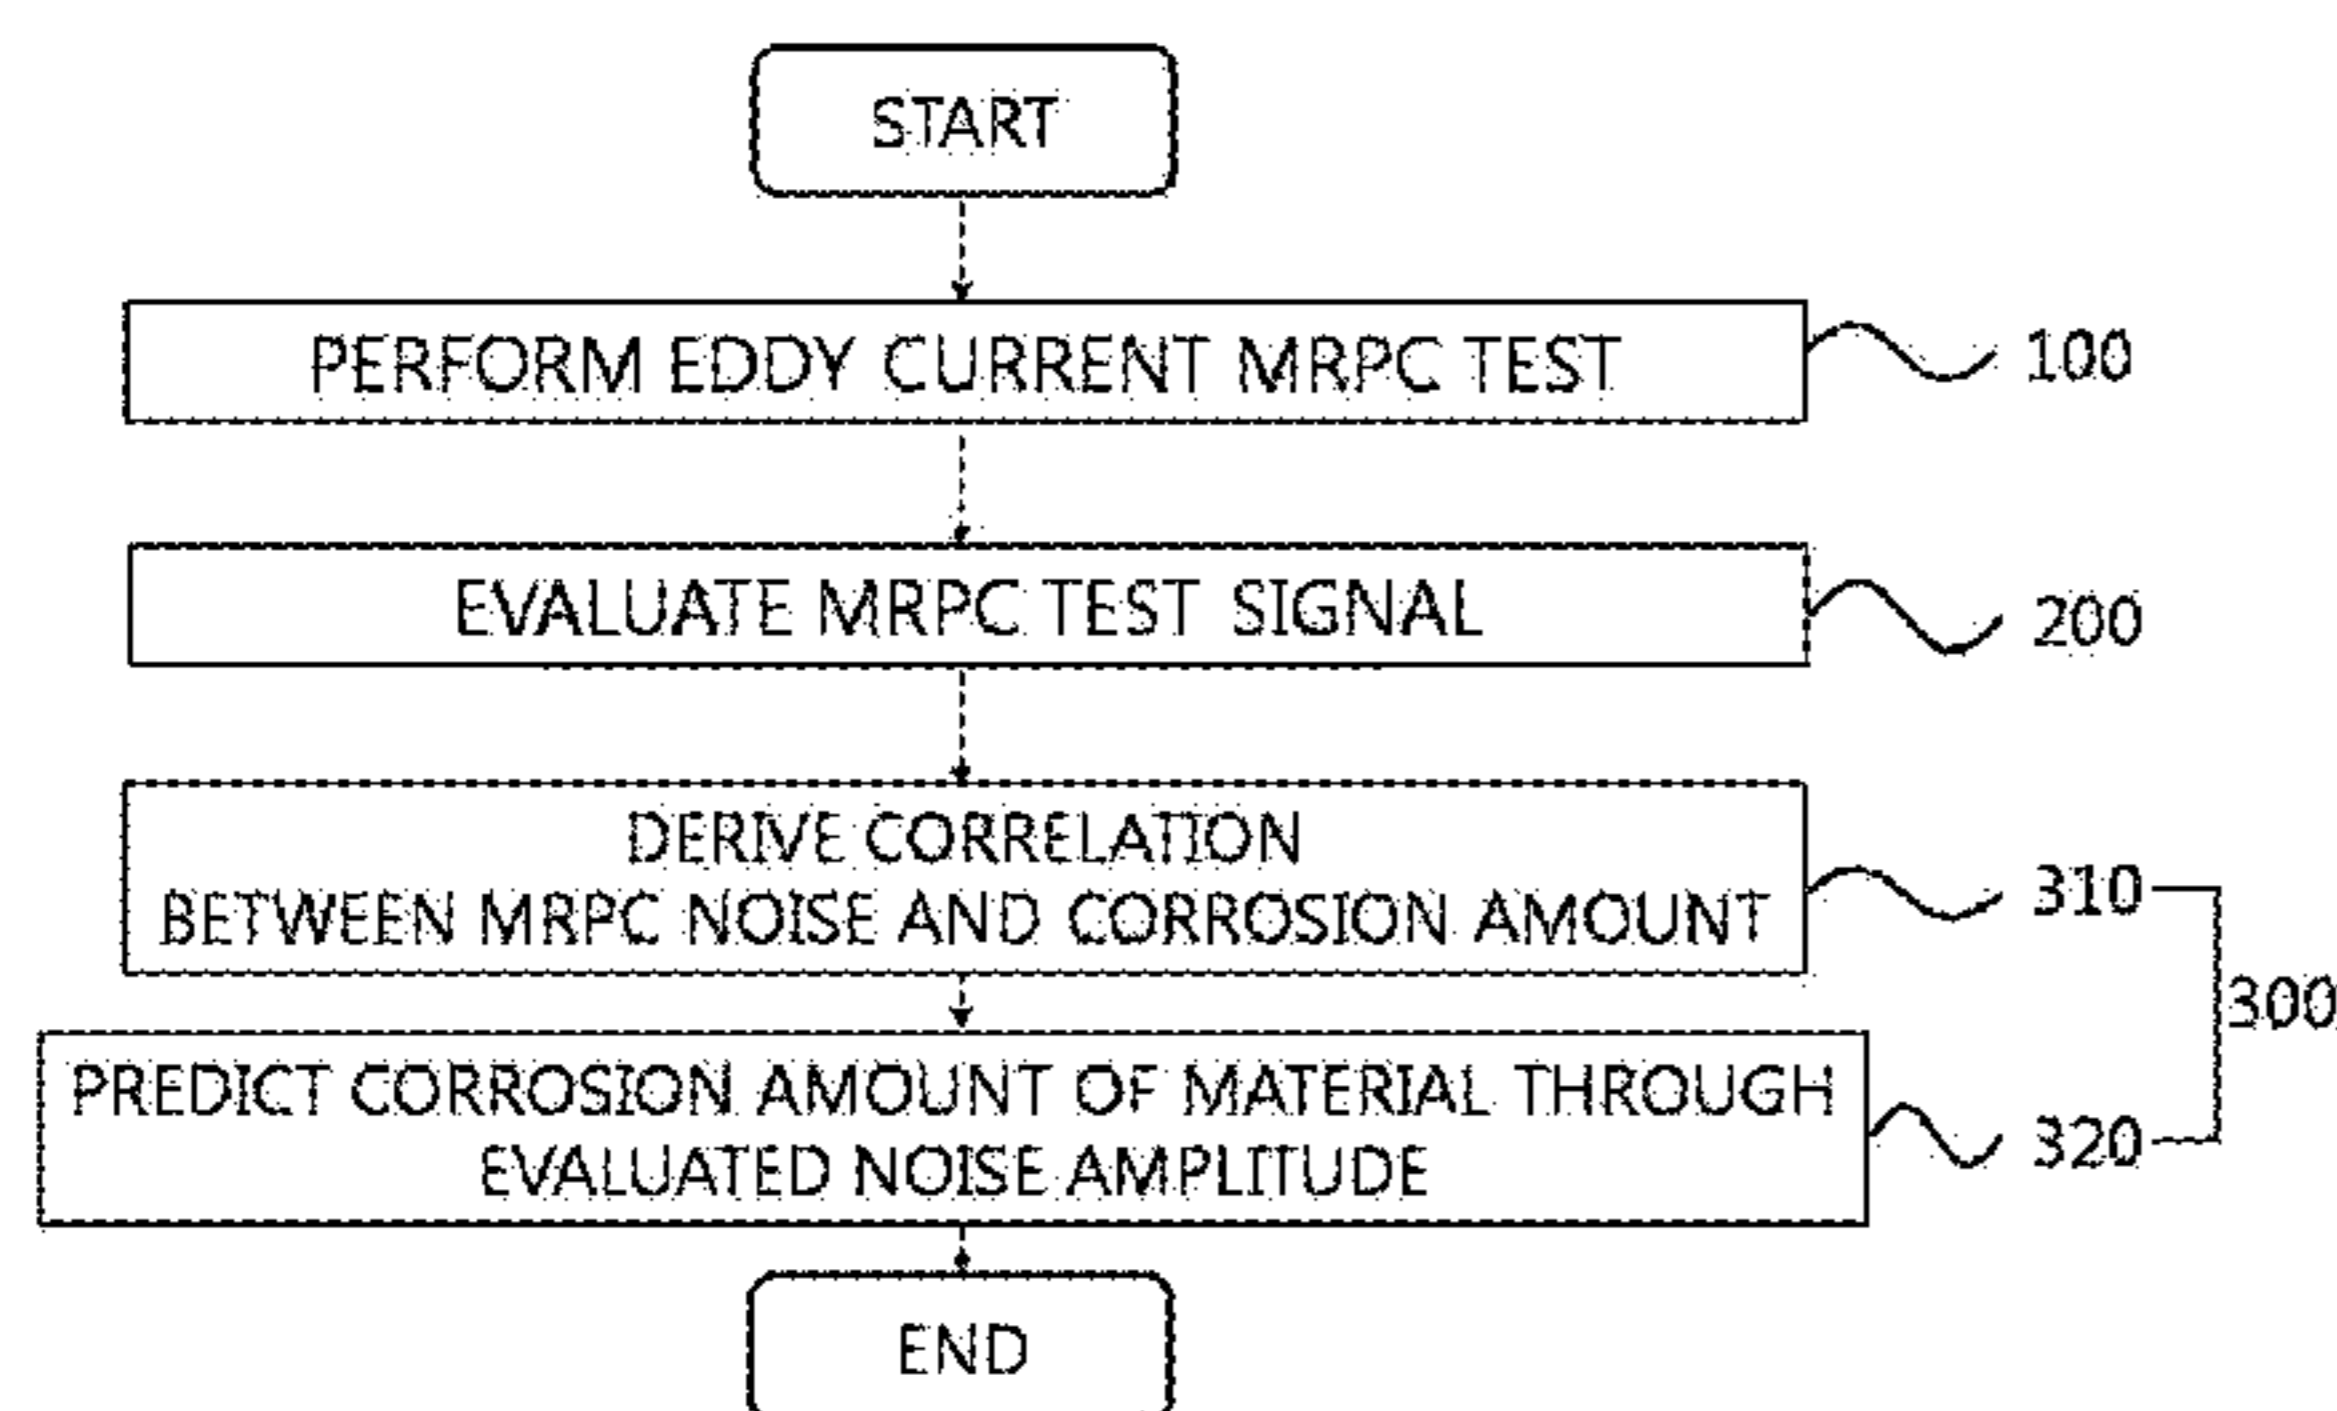 START
PERFORM EDDY CURRENT MRPC TEST
100
EVALUATE MRPC TEST SIGNAL
200
DERIVE CORRELATION
BETWEEN MRPC NOISE AND CORROSION AMOUNT
310
300
PREDICT CORROSION AMOUNT OF MATERIAL THROUGH
EVALUATED NOISE AMPLITUDE
320
END